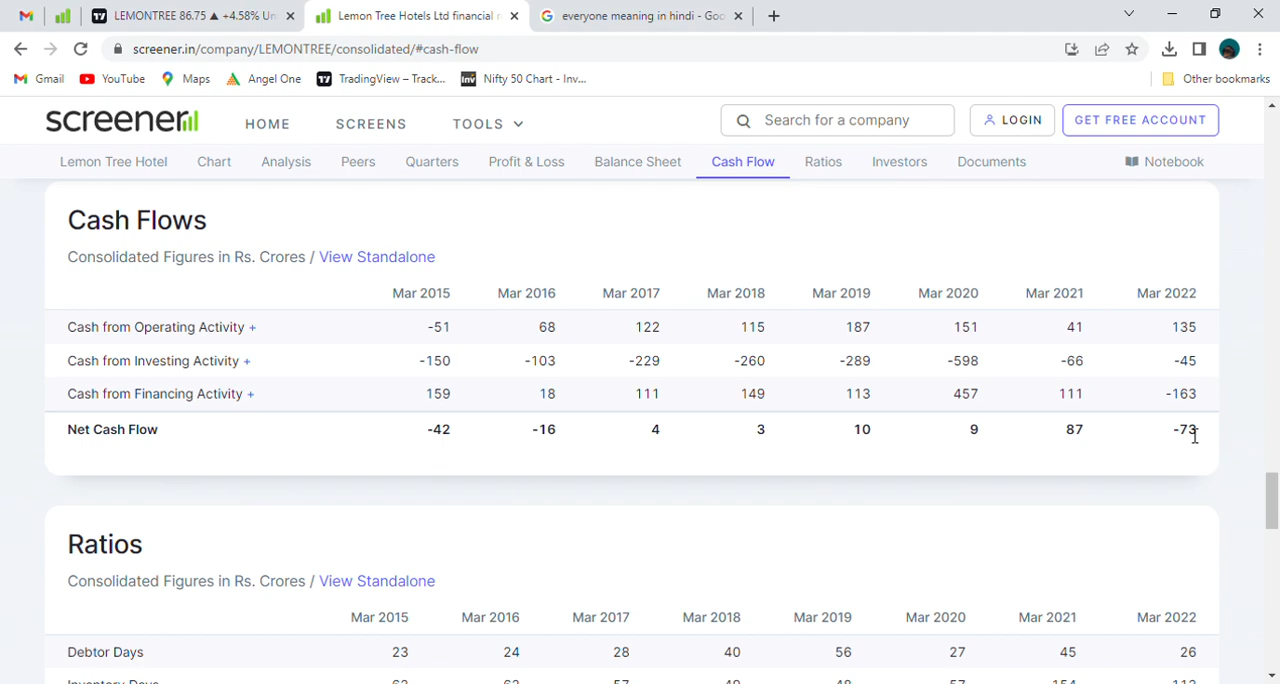 LEMONTREE 86.75 ▲ +4.58% Un
Lemon Tree Hotels Ltd financial r
everyone meaning in hindi - Goo
screener.in/company/LEMONTREE/consolidated/#cash-flow
Gmail YouTube Maps Angel One TradingView – Track... Nifty 50 Chart - Inv... Other bookmarks
screener HOME SCREENS TOOLS Search for a company LOGIN GET FREE ACCOUNT
Lemon Tree Hotel Chart Analysis Peers Quarters Profit & Loss Balance Sheet Cash Flow Ratios Investors Documents Notebook
Cash Flows
Consolidated Figures in Rs. Crores / View Standalone
Mar 2015 Mar 2016 Mar 2017 Mar 2018 Mar 2019 Mar 2020 Mar 2021 Mar 2022
Cash from Operating Activity + -51 68 122 115 187 151 41 135
Cash from Investing Activity + -150 -103 -229 -260 -289 -598 -66 -45
Cash from Financing Activity + 159 18 111 149 113 457 111 -163
Net Cash Flow -42 -16 4 3 10 9 87 -73
Ratios
Consolidated Figures in Rs. Crores / View Standalone
Mar 2015 Mar 2016 Mar 2017 Mar 2018 Mar 2019 Mar 2020 Mar 2021 Mar 2022
Debtor Days 23 24 28 40 56 27 45 26